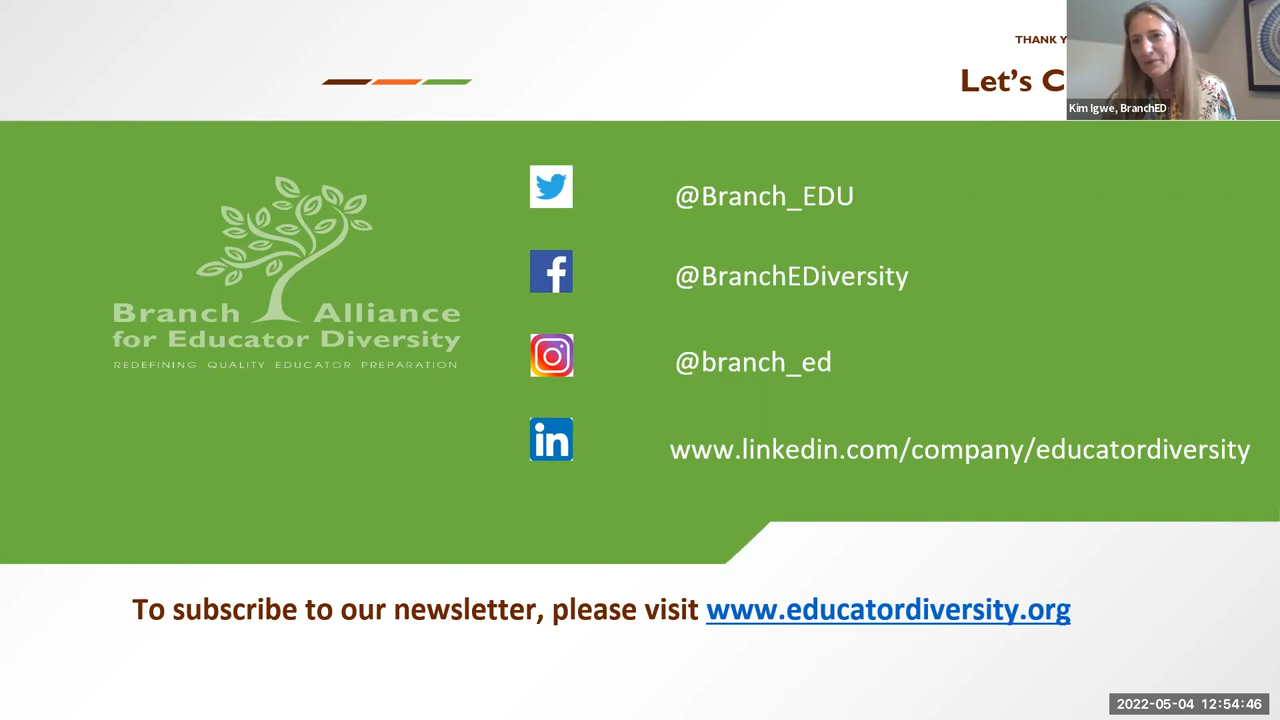 THANK Y
Let's C
Kim Igwe, BranchED
@Branch_EDU
@BranchEDiversity
@branch_ed
www.linkedin.com/company/educatordiversity
Branch Alliance
for Educator Diversity
REDEFINING QUALITY EDUCATOR PREPARATION
To subscribe to our newsletter, please visit www.educatordiversity.org
2022-05-04 12:54:46